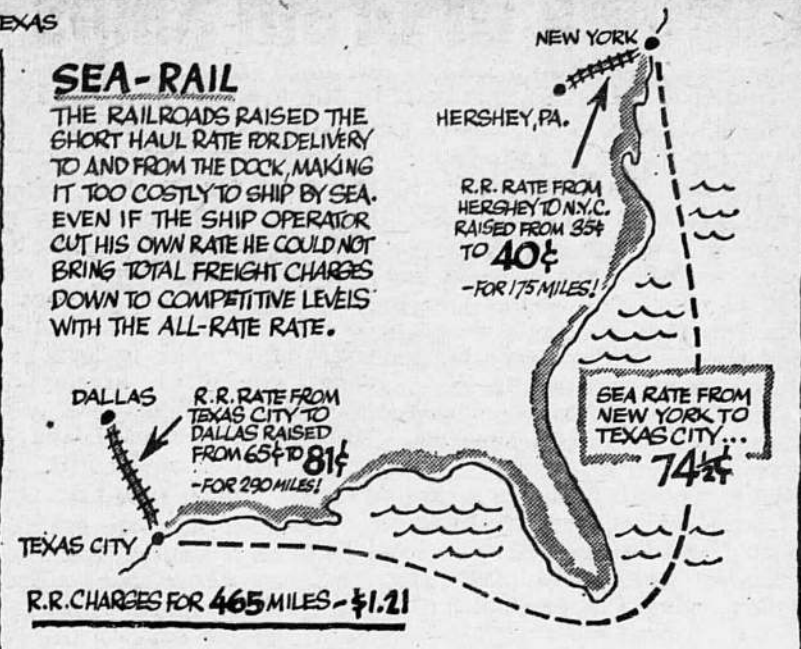 EXAS
SEA-RAIL
THE RAILROADS RAISED THE
SHORT HAUL RATE FOR DELIVERY
TO AND FROM THE DOCK, MAKING
IT TOO COSTLY TO SHIP BY SEA.
EVEN IF THE SHIP OPERATOR
CUT HIS OWN RATE HE COULD NOT
BRING TOTAL FREIGHT CHARGES
DOWN TO COMPETITIVE LEVELS
WITH THE ALL-RATE RATE.
NEW YORK
HERSHEY, PA.
R.R. RATE FROM
HERSHEY TO N.Y.C.
RAISED FROM 35¢
TO 40¢
-FOR 175 MILES!
SEA RATE FROM
NEW YORK TO
TEXAS CITY...
74½¢
DALLAS
R.R. RATE FROM
TEXAS CITY TO
DALLAS RAISED
FROM 65¢ TO 81¢
-FOR 290 MILES!
TEXAS CITY
R.R. CHARGES FOR 465 MILES-$1.21